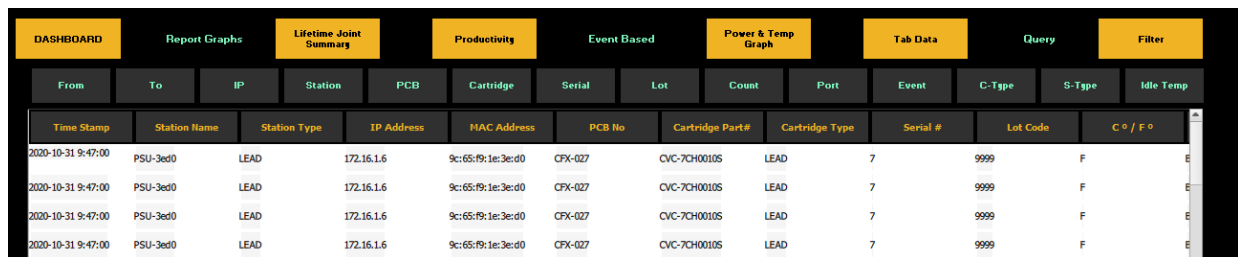 DASHBOARD Report Graphs Lifetime Joint Summary Productivity Event Based Power & Temp Graph Tab Data Query Filter
From To IP Station PCB Cartridge Serial Lot Count Port Event C-Type S-Type Idle Temp
Time Stamp Station Name Station Type IP Address MAC Address PCB No Cartridge Part# Cartridge Type Serial # Lot Code C º / F º
2020-10-31 9:47:00 PSU-3ed0 LEAD 172.16.1.6 9c:65:f9:1e:3e:d0 CFX-027 CVC-7CH0010S LEAD 7 9999 F
2020-10-31 9:47:00 PSU-3ed0 LEAD 172.16.1.6 9c:65:f9:1e:3e:d0 CFX-027 CVC-7CH0010S LEAD 7 9999 F
2020-10-31 9:47:00 PSU-3ed0 LEAD 172.16.1.6 9c:65:f9:1e:3e:d0 CFX-027 CVC-7CH0010S LEAD 7 9999 F
2020-10-31 9:47:00 PSU-3ed0 LEAD 172.16.1.6 9c:65:f9:1e:3e:d0 CFX-027 CVC-7CH0010S LEAD 7 9999 F